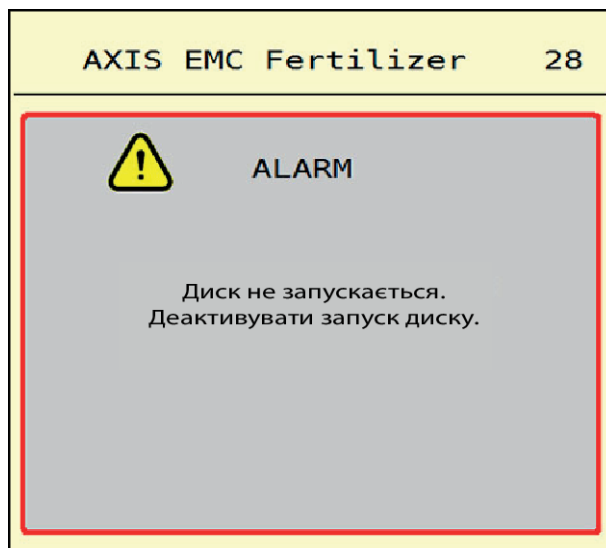 AXIS EMC Fertilizer 28
ALARM
Диск не запускається.
Деактивувати запуск диску.